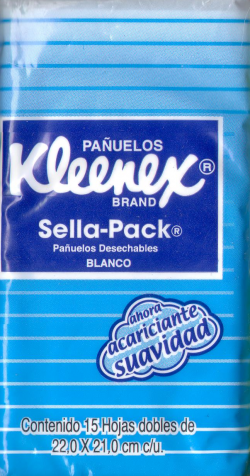 PAÑUELOS
Kleenex®
BRAND
Sella-Pack®
Pañuelos Desechables
BLANCO
ahora
acariciante
suavidad
Contenido 15 Hojas dobles de
22,0 X 21,0 cm c/u.